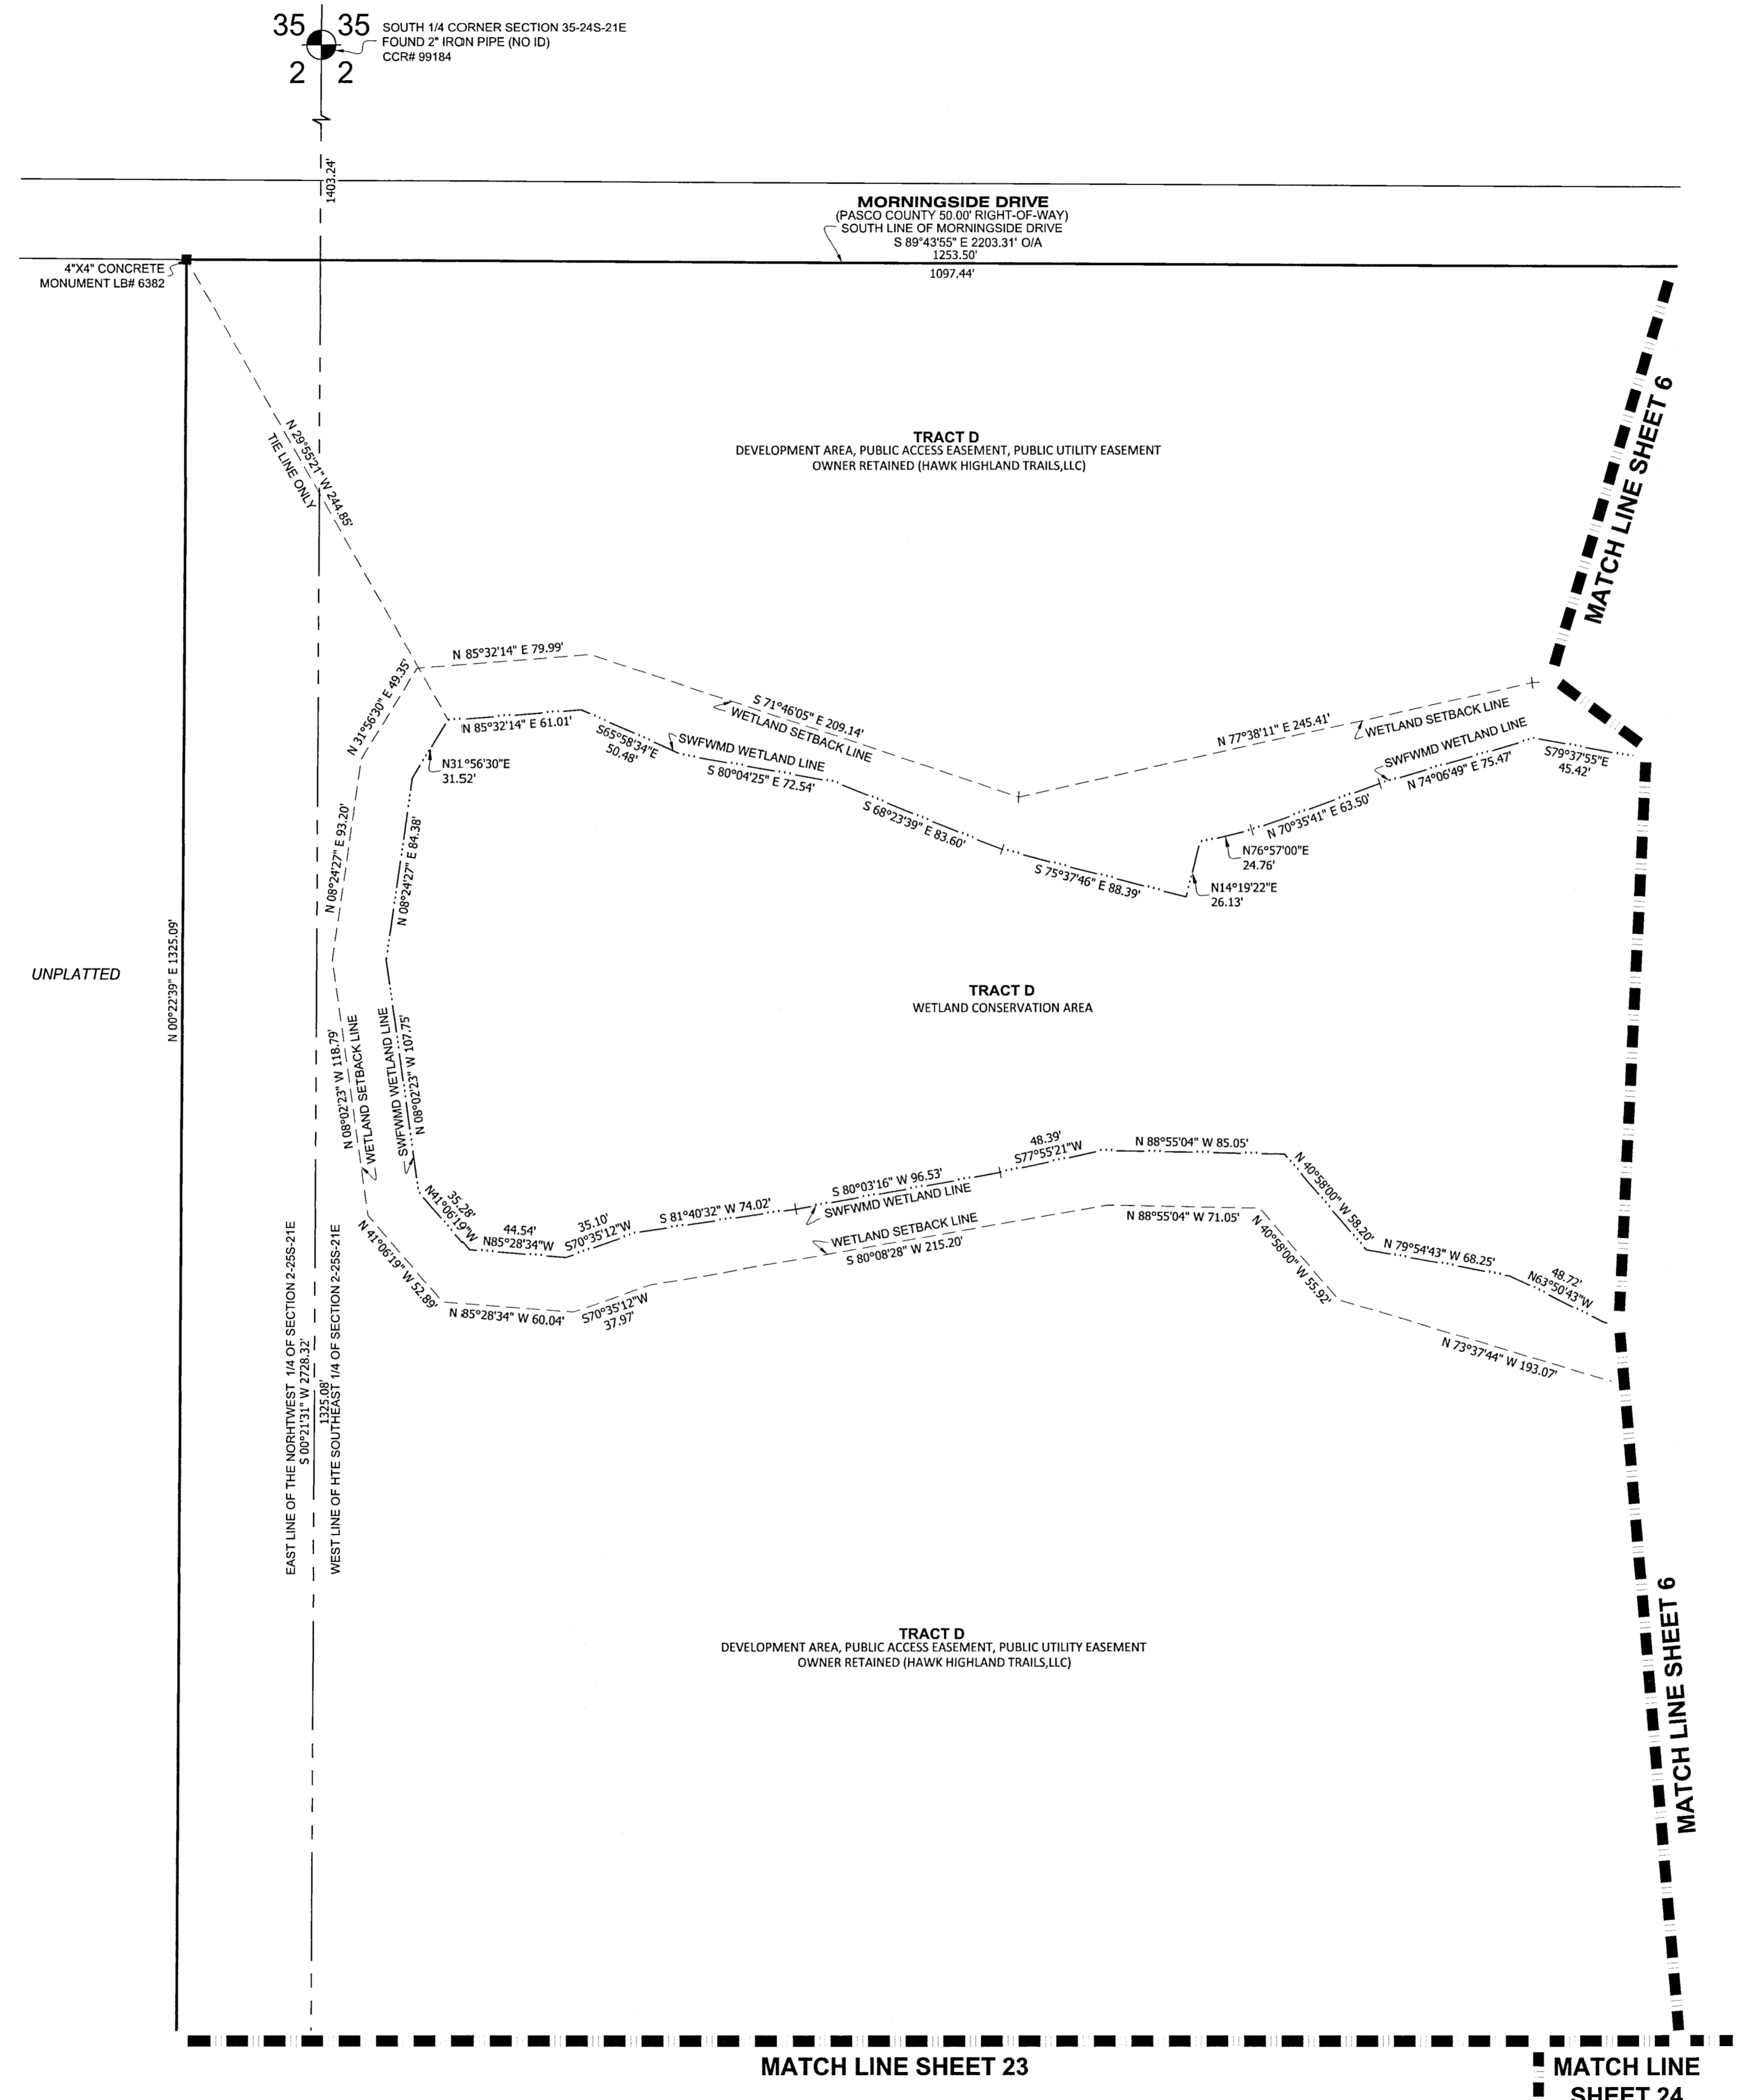 35 35
2 2
SOUTH 1/4 CORNER SECTION 35-24S-21E
FOUND 2" IRON PIPE (NO ID)
CCR# 99184
1403.24'
MORNINGSIDE DRIVE
(PASCO COUNTY 50.00' RIGHT-OF-WAY)
SOUTH LINE OF MORNINGSIDE DRIVE
S 89°43'55" E 2203.31' O/A
1253.50'
1097.44'
4"X4" CONCRETE
MONUMENT LB# 6382
N 29°55'21" W 244.85'
TIE LINE ONLY
TRACT D
DEVELOPMENT AREA, PUBLIC ACCESS EASEMENT, PUBLIC UTILITY EASEMENT
OWNER RETAINED (HAWK HIGHLAND TRAILS,LLC)
MATCH LINE SHEET 6
N 85°32'14" E 79.99'
N 31°56'30" E 49.35'
S 71°46'05" E 209.14'
WETLAND SETBACK LINE
N 77°38'11" E 245.41'
WETLAND SETBACK LINE
N 85°32'14" E 61.01'
S65°58'34"E
50.48'
SWFWMD WETLAND LINE
S 80°04'25" E 72.54'
SWFWMD WETLAND LINE
N 74°06'49" E 75.47'
S79°37'55"E
45.42'
N31°56'30"E
31.52'
S 68°23'39" E 83.60'
N 70°35'41" E 63.50'
N76°57'00"E
24.76'
S 75°37'46" E 88.39'
N14°19'22"E
26.13'
N 08°24'27" E 93.20'
N 08°24'27" E 84.38'
UNPLATTED
N 00°22'39" E 1325.09'
TRACT D
WETLAND CONSERVATION AREA
N 08°02'23" W 118.79'
WETLAND SETBACK LINE
SWFWMD WETLAND LINE
N 08°02'23" W 107.75'
48.39'
S77°55'21"W
N 88°55'04" W 85.05'
N 40°58'00" W 58.20'
35.28'
N41°06'19"W
44.54'
N85°28'34"W
35.10'
S70°35'12"W
S 81°40'32" W 74.02'
S 80°03'16" W 96.53'
SWFWMD WETLAND LINE
WETLAND SETBACK LINE
S 80°08'28" W 215.20'
N 88°55'04" W 71.05'
N 40°58'00" W 55.92'
N 79°54'43" W 68.25'
48.72'
N63°50'43"W
N 41°06'19" W 52.89'
N 85°28'34" W 60.04'
S70°35'12"W
37.97'
N 73°37'44" W 193.07'
EAST LINE OF THE NORHTWEST 1/4 OF SECTION 2-25S-21E
S 00°21'31" W 2728.32'
1325.08'
WEST LINE OF HTE SOUTHEAST 1/4 OF SECTION 2-25S-21E
TRACT D
DEVELOPMENT AREA, PUBLIC ACCESS EASEMENT, PUBLIC UTILITY EASEMENT
OWNER RETAINED (HAWK HIGHLAND TRAILS,LLC)
MATCH LINE SHEET 6
MATCH LINE SHEET 23
MATCH LINE
SHEET 24